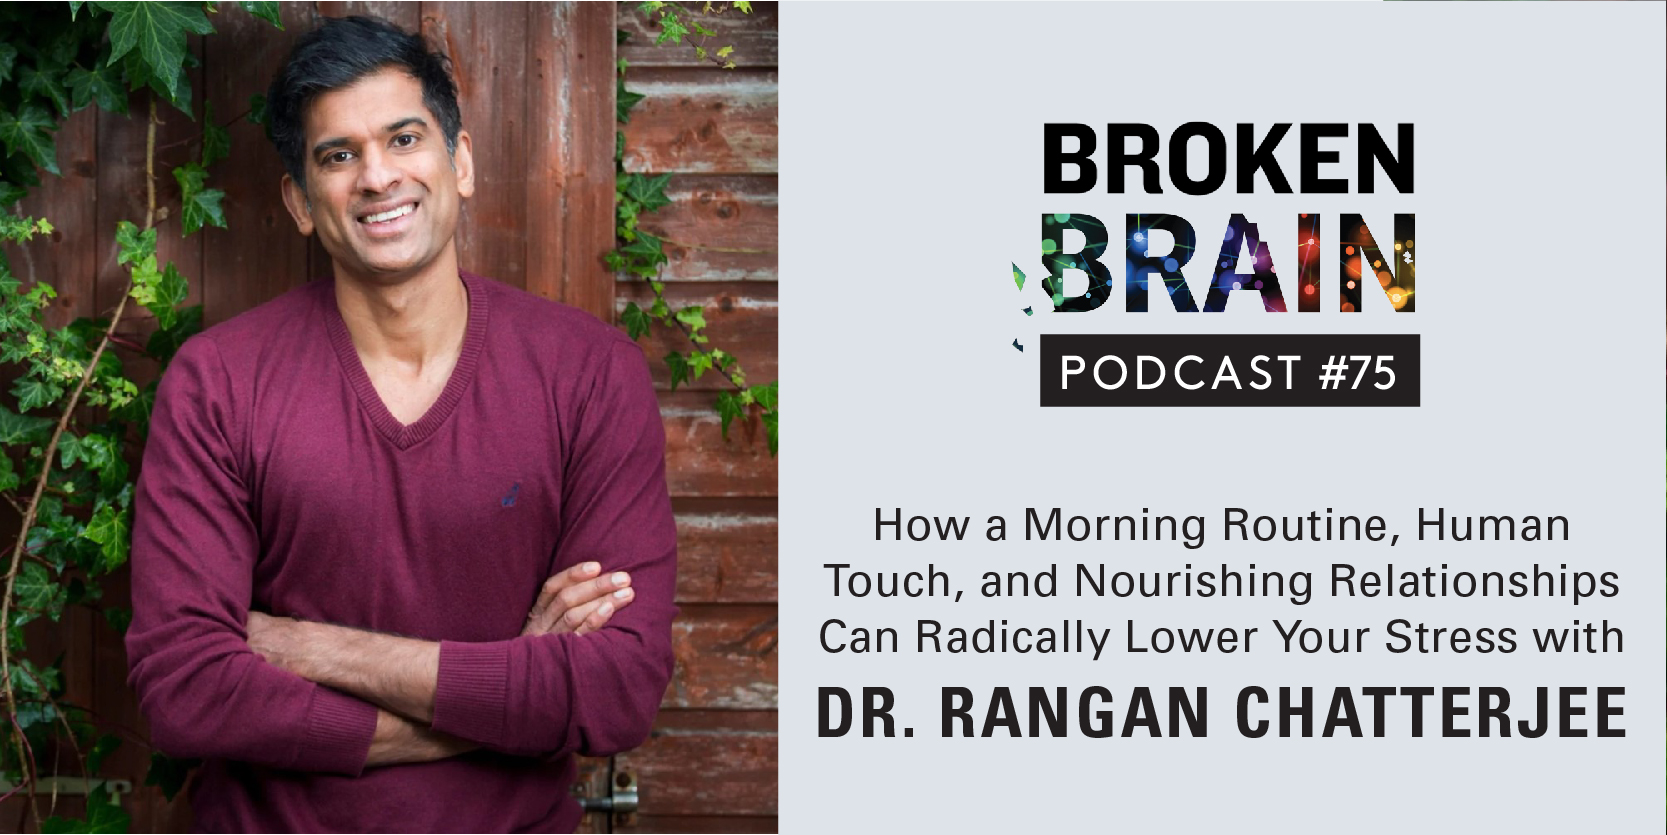 BROKEN
BRAIN
PODCAST #75
How a Morning Routine, Human
Touch, and Nourishing Relationships
Can Radically Lower Your Stress with
DR. RANGAN CHATTERJEE